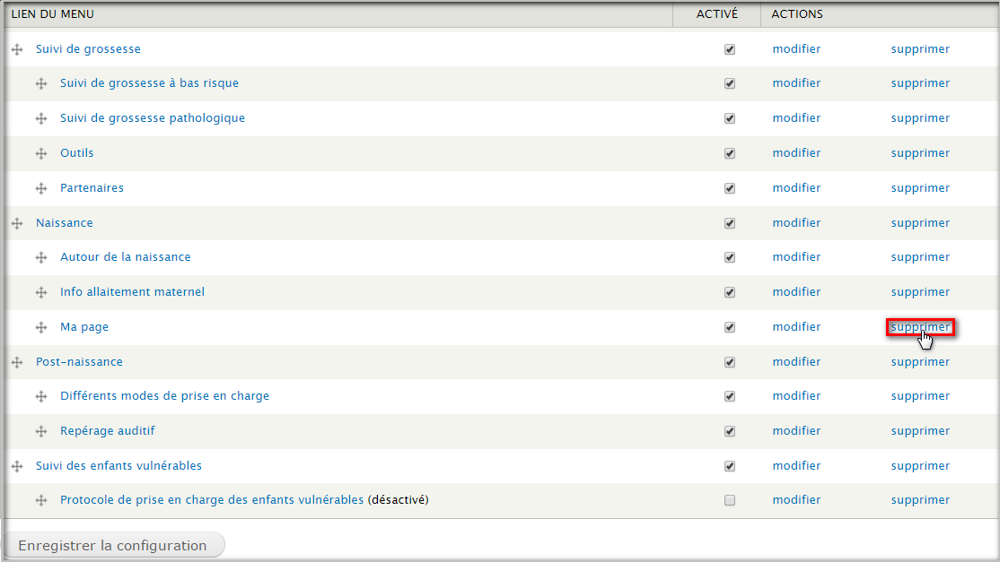 LIEN DU MENU ACTIVÉ ACTIONS
Suivi de grossesse modifier supprimer
Suivi de grossesse à bas risque modifier supprimer
Suivi de grossesse pathologique modifier supprimer
Outils modifier supprimer
Partenaires modifier supprimer
Naissance modifier supprimer
Autour de la naissance modifier supprimer
Info allaitement maternel modifier supprimer
Ma page modifier supprimer
Post-naissance modifier supprimer
Différents modes de prise en charge modifier supprimer
Repérage auditif modifier supprimer
Suivi des enfants vulnérables modifier supprimer
Protocole de prise en charge des enfants vulnérables (désactivé) modifier supprimer
Enregistrer la configuration